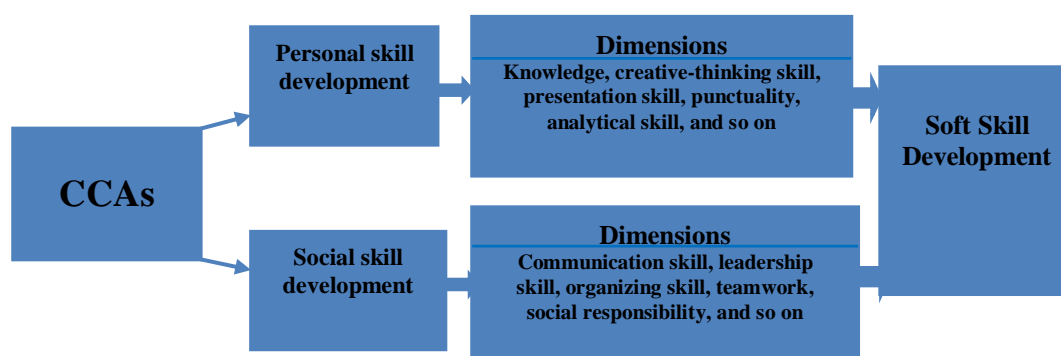 CCAs
Personal skill
development
Dimensions
Knowledge, creative-thinking skill,
presentation skill, punctuality,
analytical skill, and so on
Social skill
development
Dimensions
Communication skill, leadership
skill, organizing skill, teamwork,
social responsibility, and so on
Soft Skill
Development